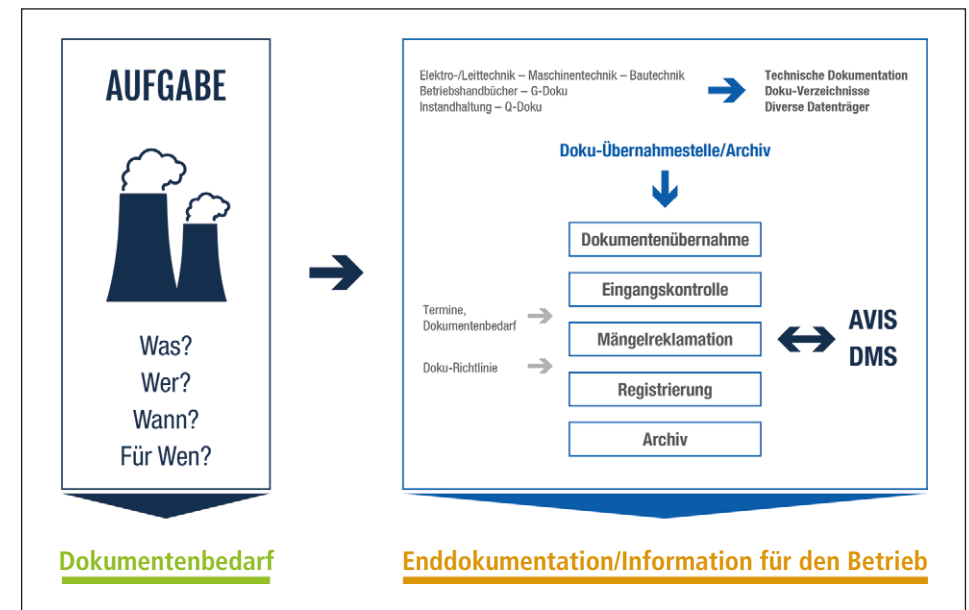 AUFGABE
Was?
Wer?
Wann?
Für Wen?
Dokumentenbedarf
Elektro-/Leittechnik – Maschinentechnik – Bautechnik
Betriebshandbücher – G-Doku
Instandhaltung – Q-Doku
Technische Dokumentation
Doku-Verzeichnisse
Diverse Datenträger
Doku-Übernahmestelle/Archiv
Dokumentenübernahme
Eingangskontrolle
Termine,
Dokumentenbedarf
Mängelreklamation
Doku-Richtlinie
Registrierung
Archiv
AVIS
DMS
Enddokumentation/Information für den Betrieb